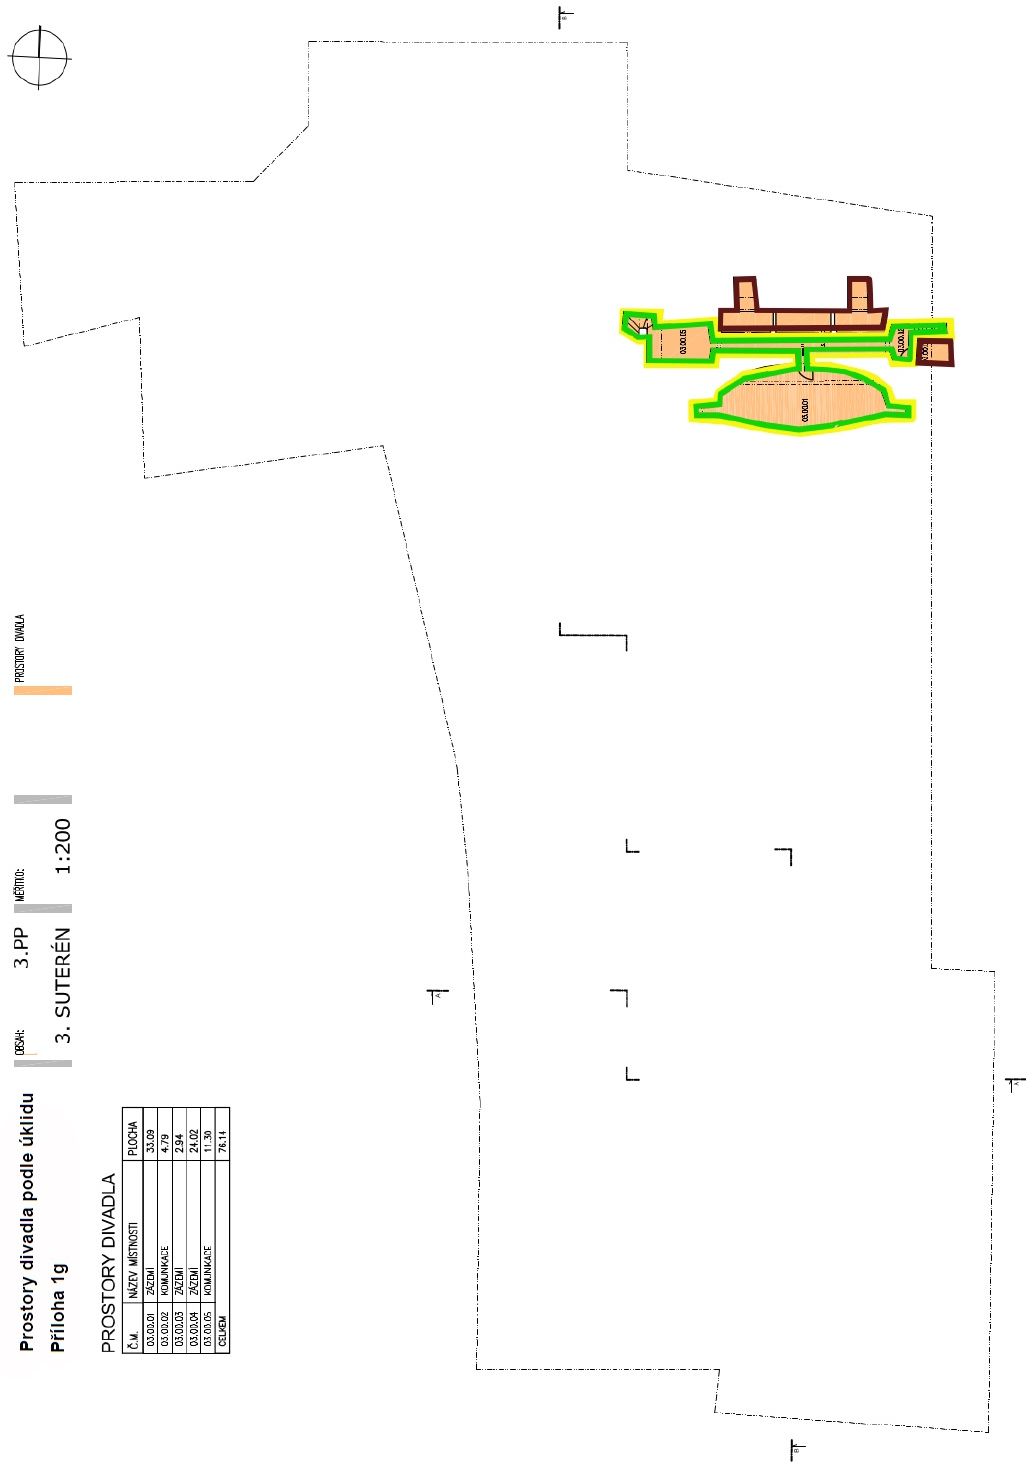 Prostory divadla podle úklidu
Příloha 1g
OBSAH:
3.PP
3. SUTERÉN
MĚŘÍTKO:
1:200
PROSTORY DIVADLA
PROSTORY DIVADLA
Č.M. NÁZEV MÍSTNOSTI PLOCHA
03.00.01 ZÁZEMÍ 33.09
03.00.02 KOMUNIKACE 4.79
03.00.03 ZÁZEMÍ 2.94
03.00.04 ZÁZEMÍ 24.02
03.00.05 KOMUNIKACE 11.30
CELKEM 76.14
03.00.05
03.00.02
03.00.01
B
A
A
B